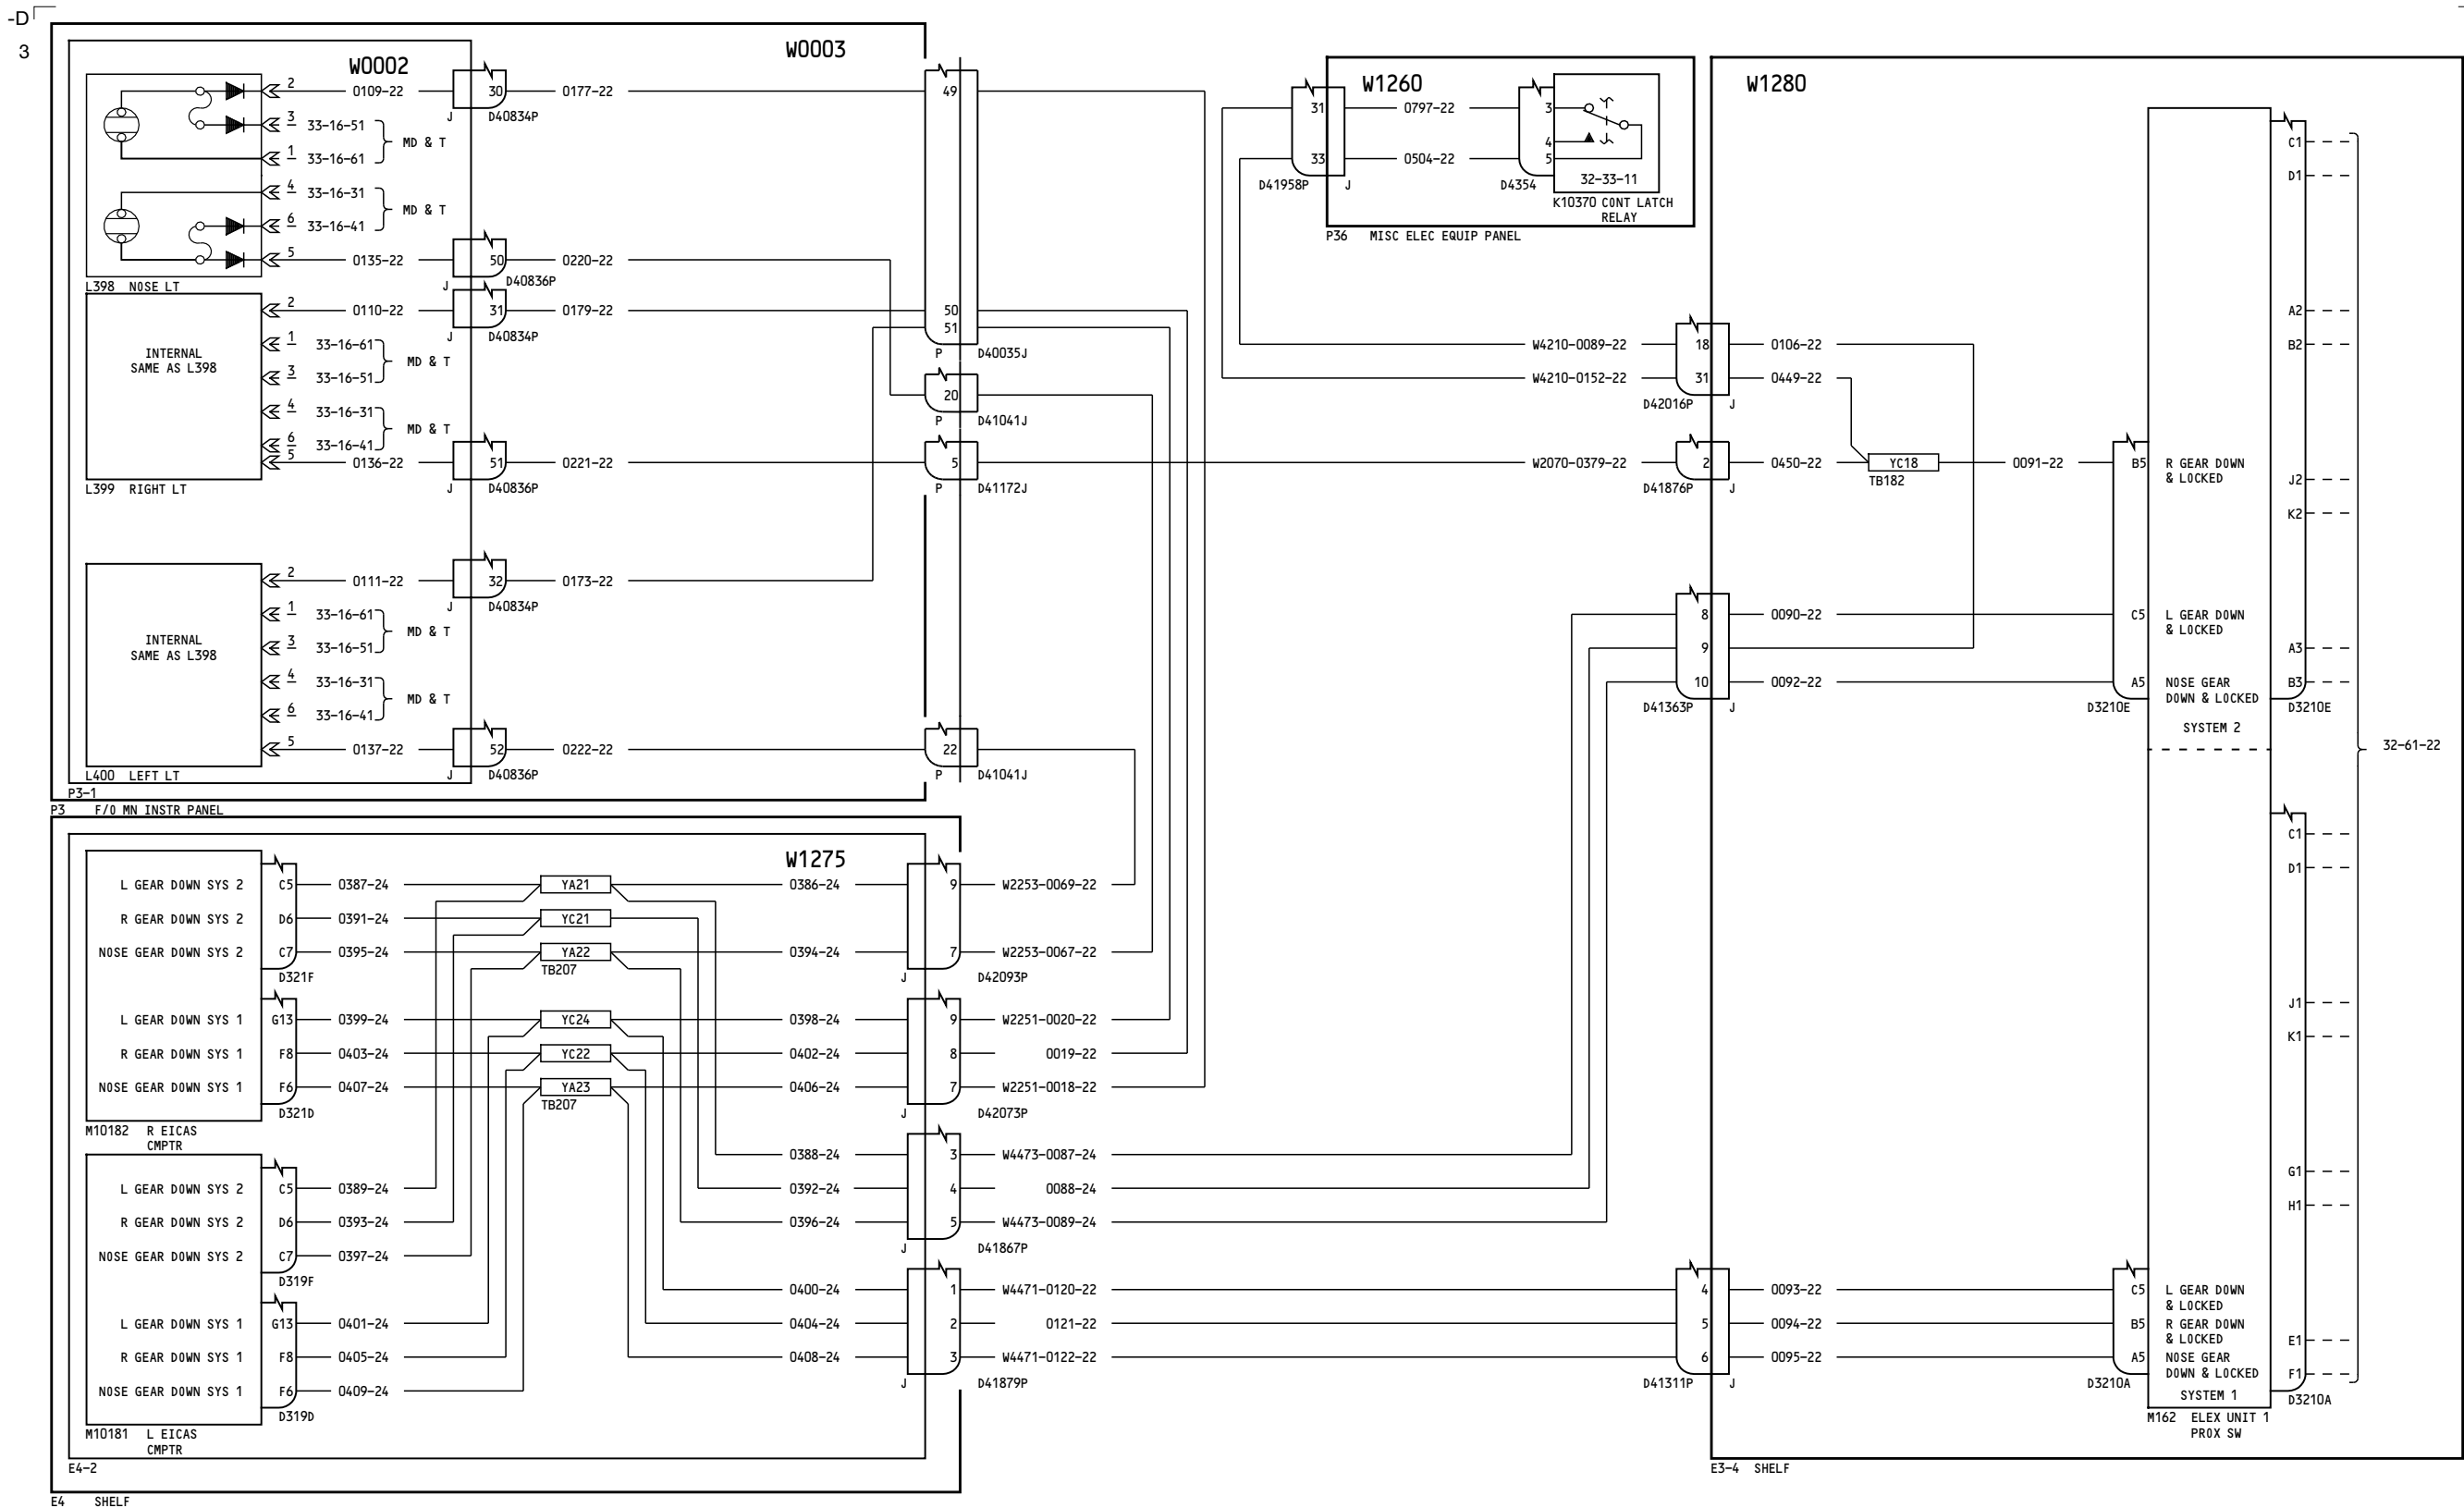 -D
3
W0003
W0002
2
0109-22
30
0177-22
49
J
D40834P
3
33-16-51
1
33-16-61
MD & T
4
33-16-31
6
33-16-41
MD & T
5
0135-22
50
0220-22
J
D40836P
L398 NOSE LT
2
0110-22
31
0179-22
50
51
J
D40834P
P
D40035J
INTERNAL
SAME AS L398
1
33-16-61
3
33-16-51
MD & T
20
P
D41041J
4
33-16-31
6
33-16-41
MD & T
5
0136-22
51
0221-22
5
L399 RIGHT LT
J
D40836P
P
D41172J
2
0111-22
32
0173-22
J
D40834P
INTERNAL
SAME AS L398
1
33-16-61
3
33-16-51
MD & T
4
33-16-31
6
33-16-41
MD & T
5
0137-22
52
0222-22
22
L400 LEFT LT
J
D40836P
P
D41041J
P3-1
P3 F/O MN INSTR PANEL
W1260
31
0797-22
3
4
33
0504-22
5
D41958P
J
D4354
32-33-11
K10370 CONT LATCH
RELAY
P36 MISC ELEC EQUIP PANEL
W1280
W4210-0089-22
18
0106-22
W4210-0152-22
31
0449-22
D42016P
J
W2070-0379-22
2
0450-22
YC18
TB182
0091-22
B5
R GEAR DOWN
& LOCKED
D41876P
J
8
0090-22
C5
L GEAR DOWN
& LOCKED
9
10
0092-22
A5
NOSE GEAR
DOWN & LOCKED
D41363P
J
D3210E
SYSTEM 2
C1
D1
A2
B2
J2
K2
A3
B3
D3210E
32-61-22
C1
D1
J1
K1
G1
H1
E1
F1
D3210A
W1275
L GEAR DOWN SYS 2
C5
0387-24
YA21
0386-24
9
W2253-0069-22
R GEAR DOWN SYS 2
D6
0391-24
YC21
NOSE GEAR DOWN SYS 2
C7
0395-24
YA22
0394-24
7
W2253-0067-22
D321F
TB207
J
D42093P
L GEAR DOWN SYS 1
G13
0399-24
YC24
0398-24
9
W2251-0020-22
R GEAR DOWN SYS 1
F8
0403-24
YC22
0402-24
8
0019-22
NOSE GEAR DOWN SYS 1
F6
0407-24
YA23
0406-24
7
W2251-0018-22
D321D
TB207
J
D42073P
M10182 R EICAS
CMPTR
0388-24
3
W4473-0087-24
L GEAR DOWN SYS 2
C5
0389-24
0392-24
4
0088-24
R GEAR DOWN SYS 2
D6
0393-24
0396-24
5
W4473-0089-24
J
D41867P
NOSE GEAR DOWN SYS 2
C7
0397-24
D319F
0400-24
1
W4471-0120-22
4
0093-22
C5
L GEAR DOWN
& LOCKED
L GEAR DOWN SYS 1
G13
0401-24
0404-24
2
0121-22
5
0094-22
B5
R GEAR DOWN
& LOCKED
R GEAR DOWN SYS 1
F8
0405-24
0408-24
3
W4471-0122-22
6
0095-22
A5
NOSE GEAR
DOWN & LOCKED
J
D41879P
D41311P
J
D3210A
SYSTEM 1
NOSE GEAR DOWN SYS 1
F6
0409-24
D319D
M10181 L EICAS
CMPTR
M162 ELEX UNIT 1
PROX SW
E4-2
E3-4 SHELF
E4 SHELF